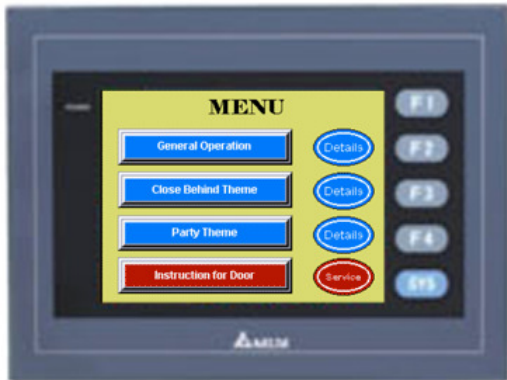 MENU
F1
General Operation
Details
F2
Close Behind Theme
Details
F3
Party Theme
Details
F4
Instruction for Door
Service
SYS